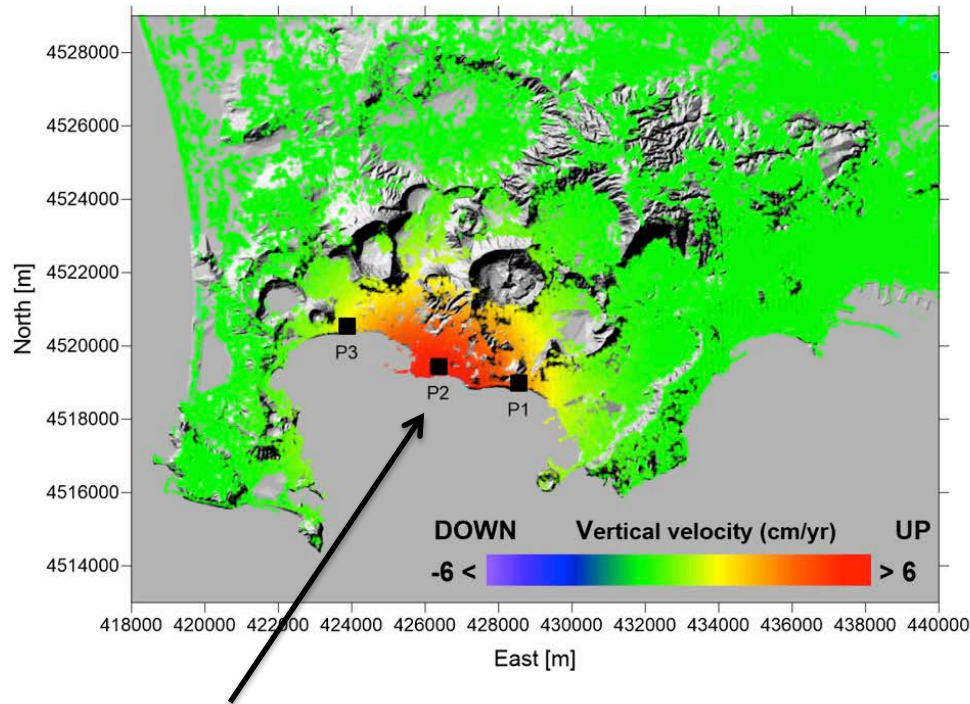 4528000
4526000
4524000
4522000
4520000
4518000
4516000
4514000
North [m]
P3
P2
P1
DOWN Vertical velocity (cm/yr) UP
-6 < > 6
418000 420000 422000 424000 426000 428000 430000 432000 434000 436000 438000 440000
East [m]